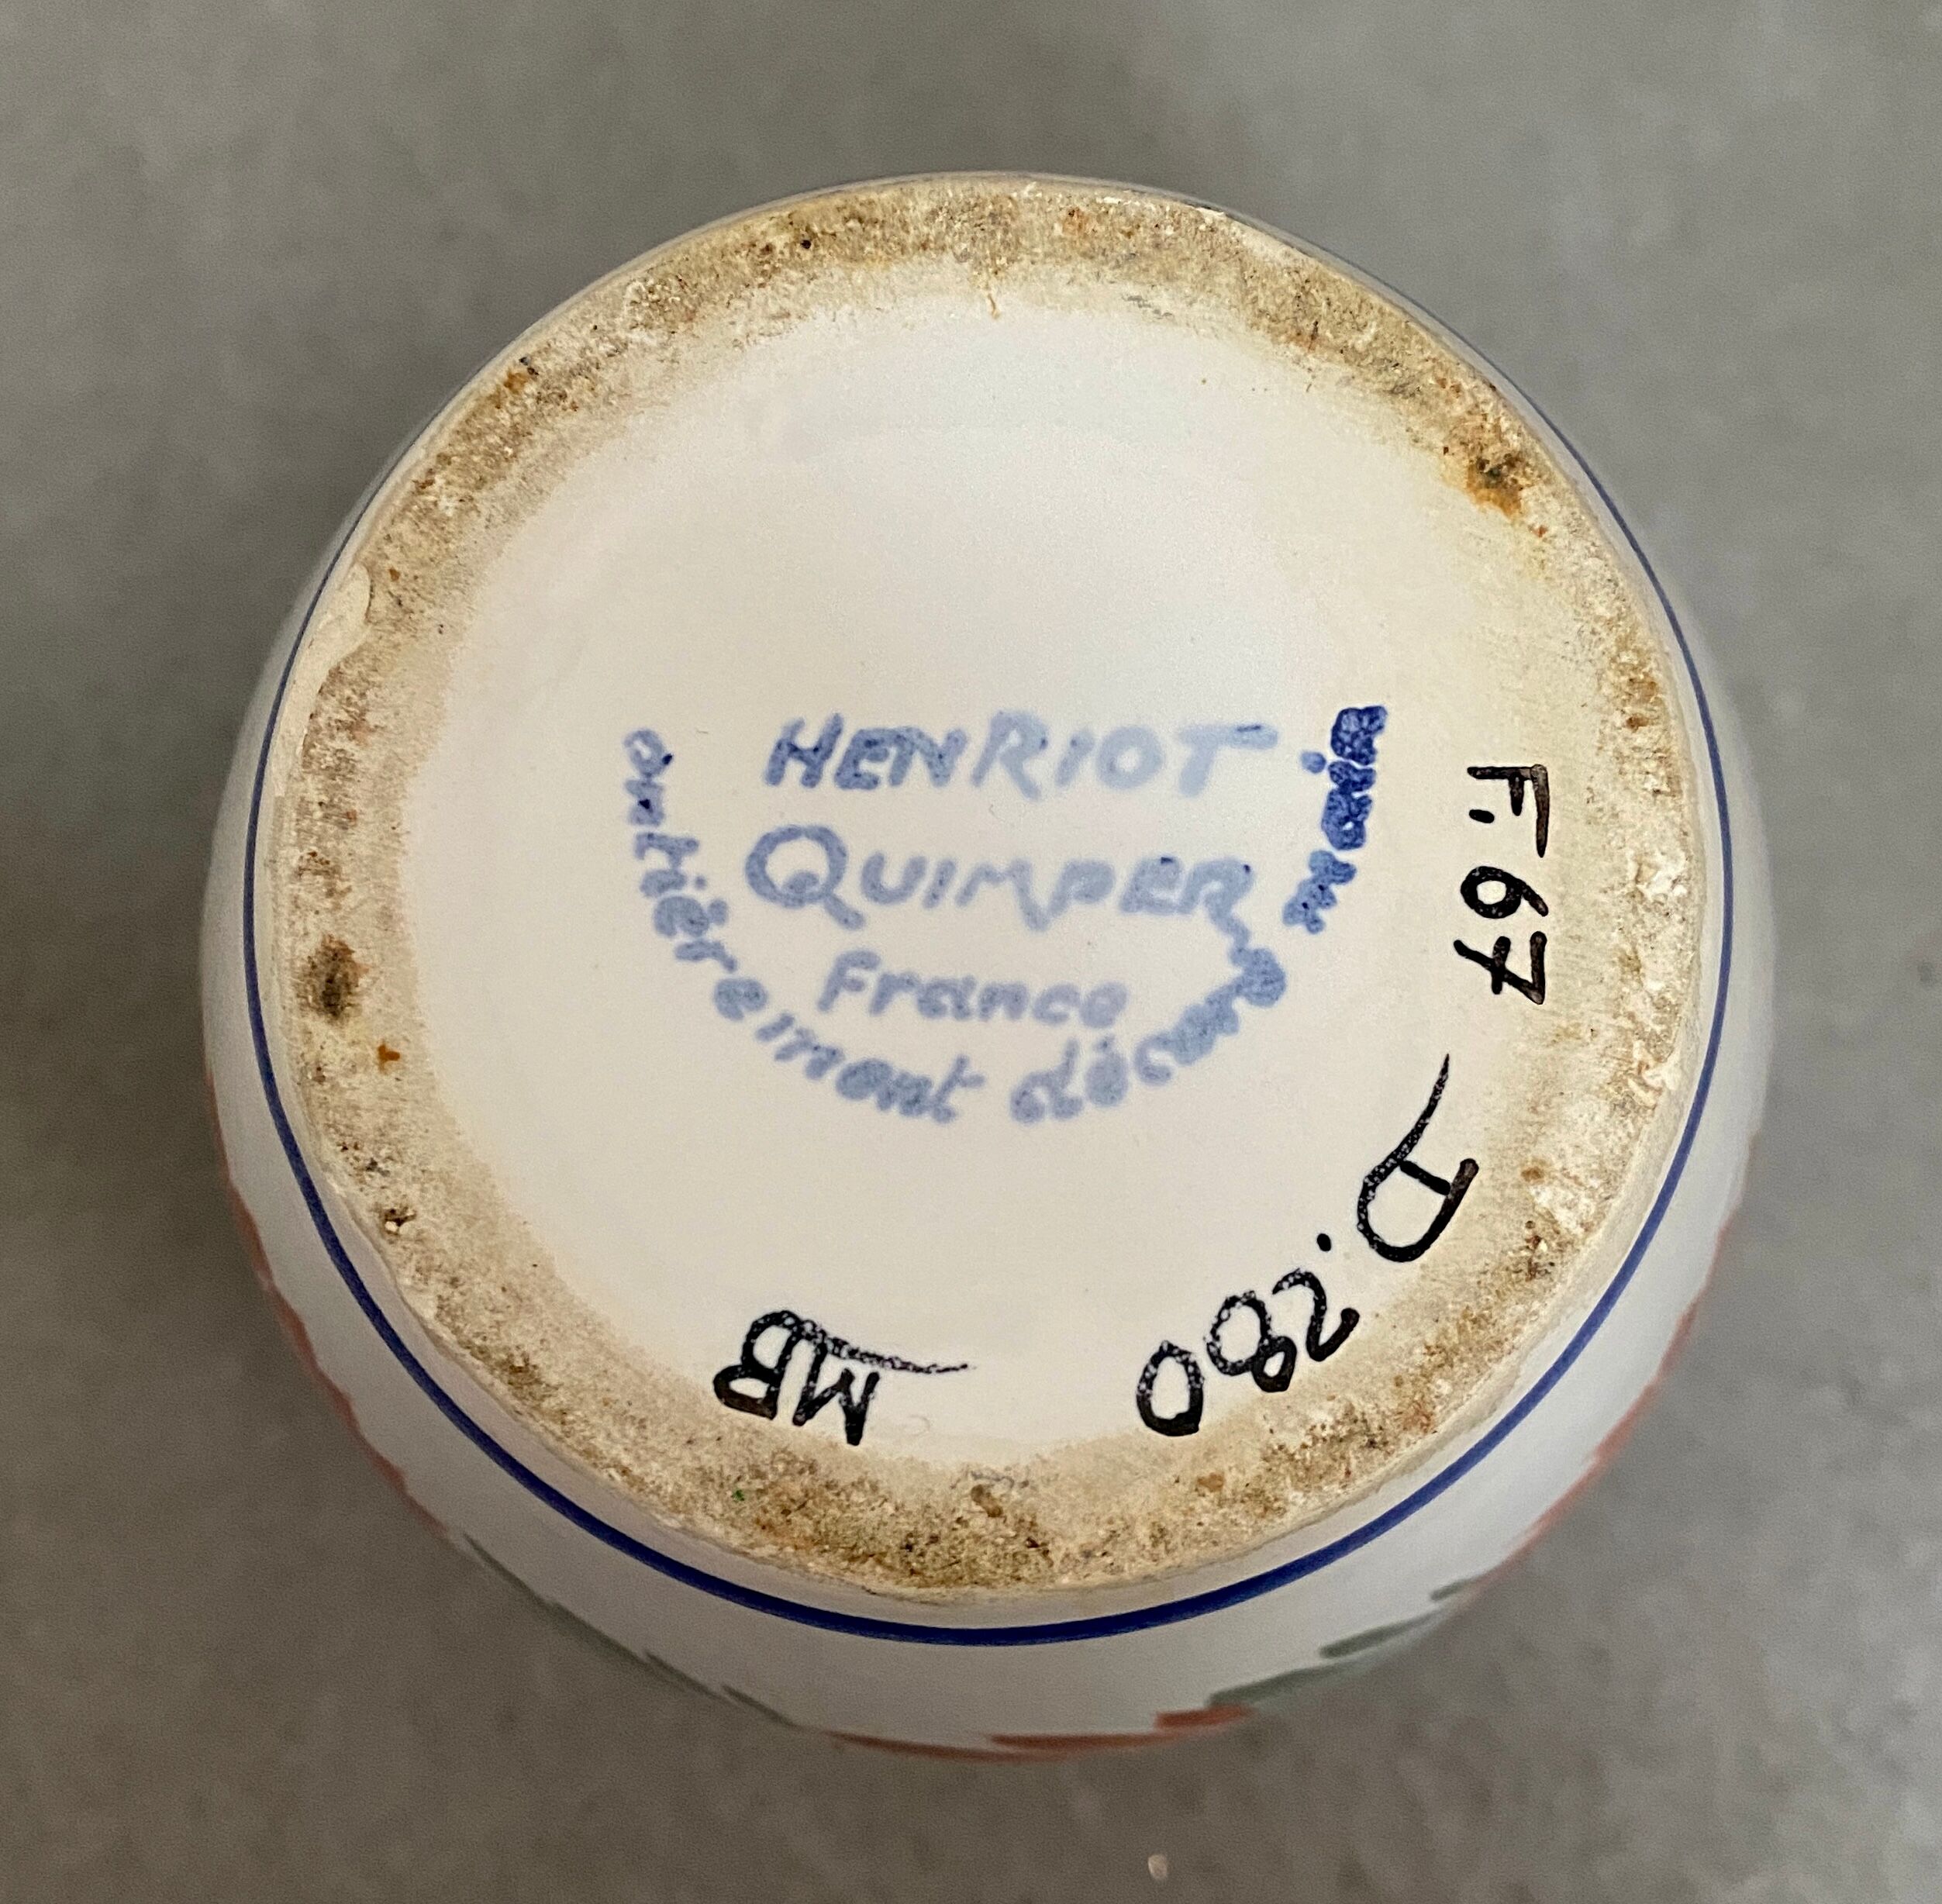 HENRIOT
QUIMPER
France
entièrement décoré main
F.67
D.280
MB